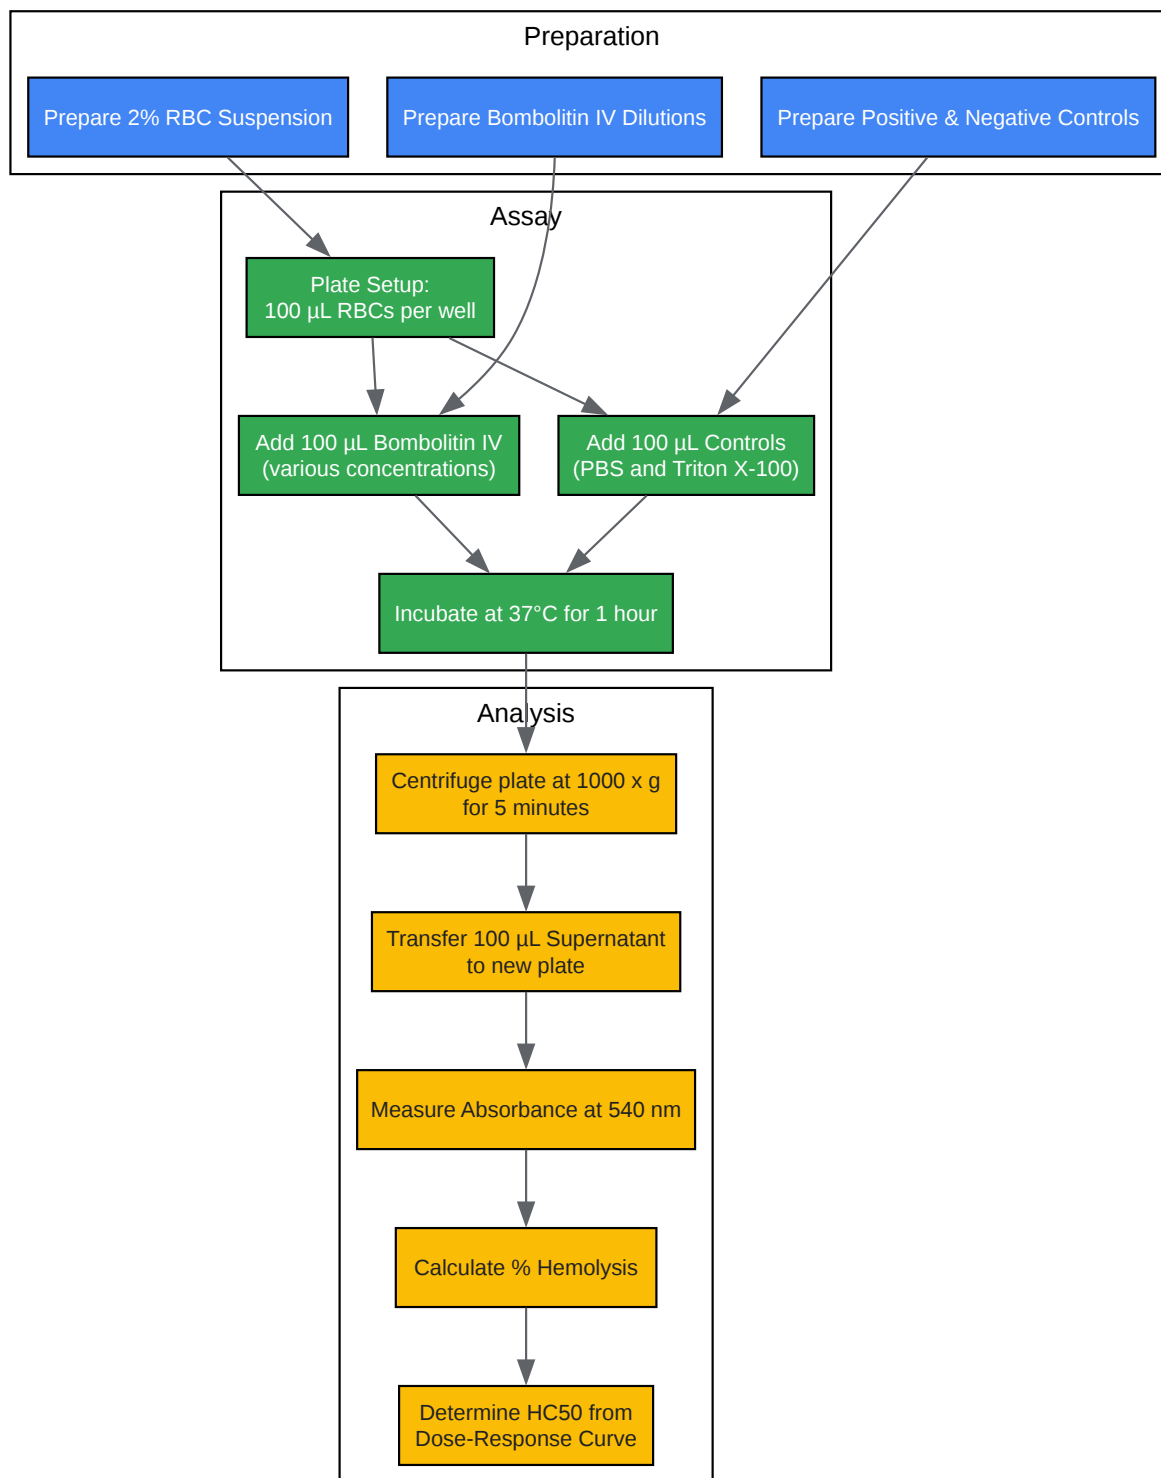 Preparation
Prepare 2% RBC Suspension
Prepare Bombolitin IV Dilutions
Prepare Positive & Negative Controls
Assay
Plate Setup:
100 µL RBCs per well
Add 100 µL Bombolitin IV
(various concentrations)
Add 100 µL Controls
(PBS and Triton X-100)
Incubate at 37°C for 1 hour
Analysis
Centrifuge plate at 1000 x g
for 5 minutes
Transfer 100 µL Supernatant
to new plate
Measure Absorbance at 540 nm
Calculate % Hemolysis
Determine HC50 from
Dose-Response Curve